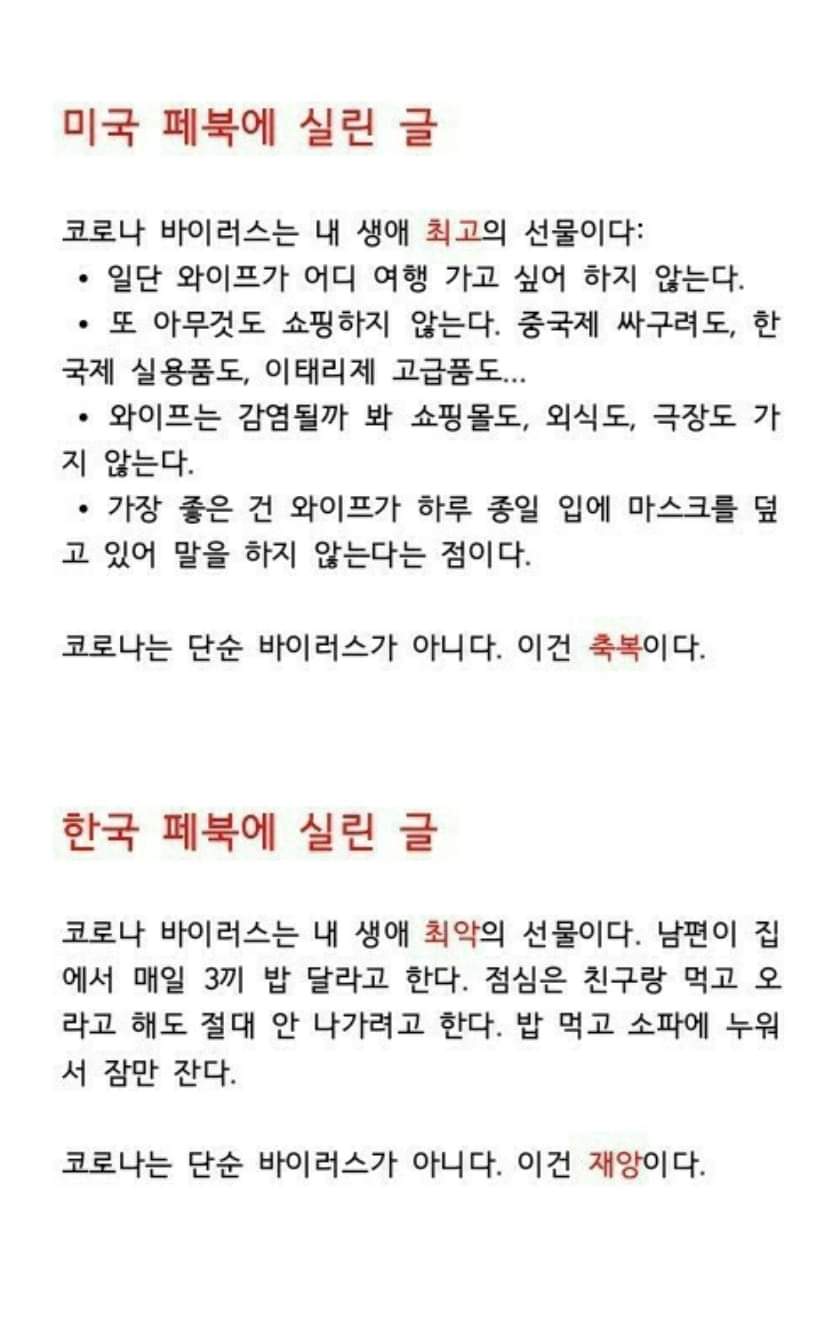 미국 페북에 실린 글
코로나 바이러스는 내 생애 최고의 선물이다:
• 일단 와이프가 어디 여행 가고 싶어 하지 않는다.
• 또 아무것도 쇼핑하지 않는다. 중국제 싸구려도, 한
국제 실용품도, 이태리제 고급품도...
• 와이프는 감염될까 봐 쇼핑몰도, 외식도, 극장도 가
지 않는다.
• 가장 좋은 건 와이프가 하루 종일 입에 마스크를 덮
고 있어 말을 하지 않는다는 점이다.
코로나는 단순 바이러스가 아니다. 이건 축복이다.
한국 페북에 실린 글
코로나 바이러스는 내 생애 최악의 선물이다. 남편이 집
에서 매일 3끼 밥 달라고 한다. 점심은 친구랑 먹고 오
라고 해도 절대 안 나가려고 한다. 밥 먹고 소파에 누워
서 잠만 잔다.
코로나는 단순 바이러스가 아니다. 이건 재앙이다.